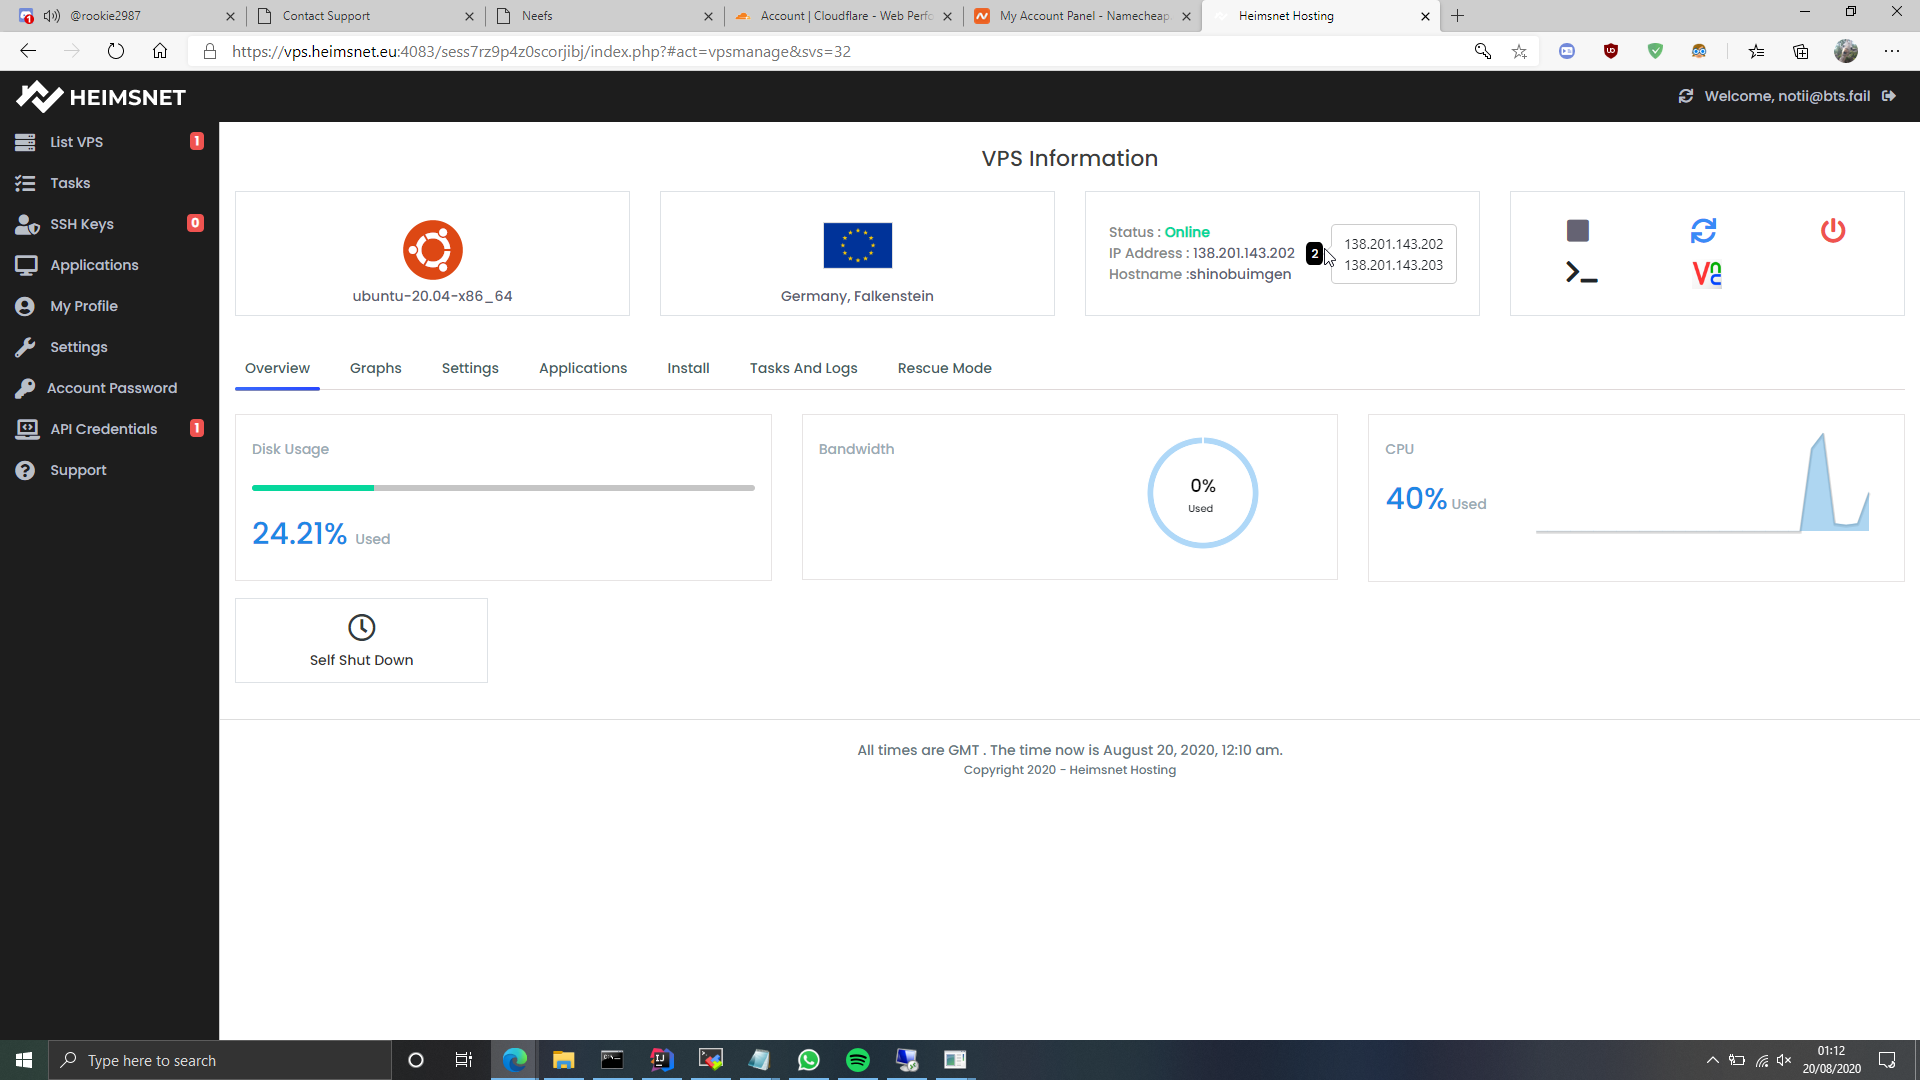 @rookie2987
Contact Support
Neefs
Account | Cloudflare - Web Perfo
My Account Panel - Namecheap
Heimsnet Hosting
https://vps.heimsnet.eu:4083/sess7rz9p4z0scorjibj/index.php?#act=vpsmanage&svs=32
HEIMSNET
Welcome, notii@bts.fail
List VPS 1
Tasks
SSH Keys 0
Applications
My Profile
Settings
Account Password
API Credentials 1
Support
VPS Information
ubuntu-20.04-x86_64
Germany, Falkenstein
Status : Online
IP Address : 138.201.143.202 2
Hostname :shinobuimgen
138.201.143.202
138.201.143.203
VNC
Overview Graphs Settings Applications Install Tasks And Logs Rescue Mode
Disk Usage
24.21% Used
Bandwidth
0%
Used
CPU
40% Used
Self Shut Down
All times are GMT . The time now is August 20, 2020, 12:10 am.
Copyright 2020 - Heimsnet Hosting
Type here to search
01:12
20/08/2020